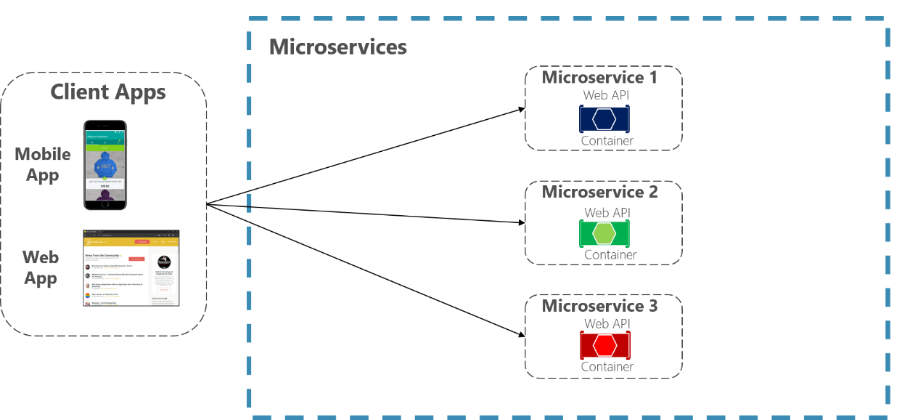 Microservices
Client Apps
Mobile
App
Web
App
Microservice 1
Web API
Container
Microservice 2
Web API
Container
Microservice 3
Web API
Container